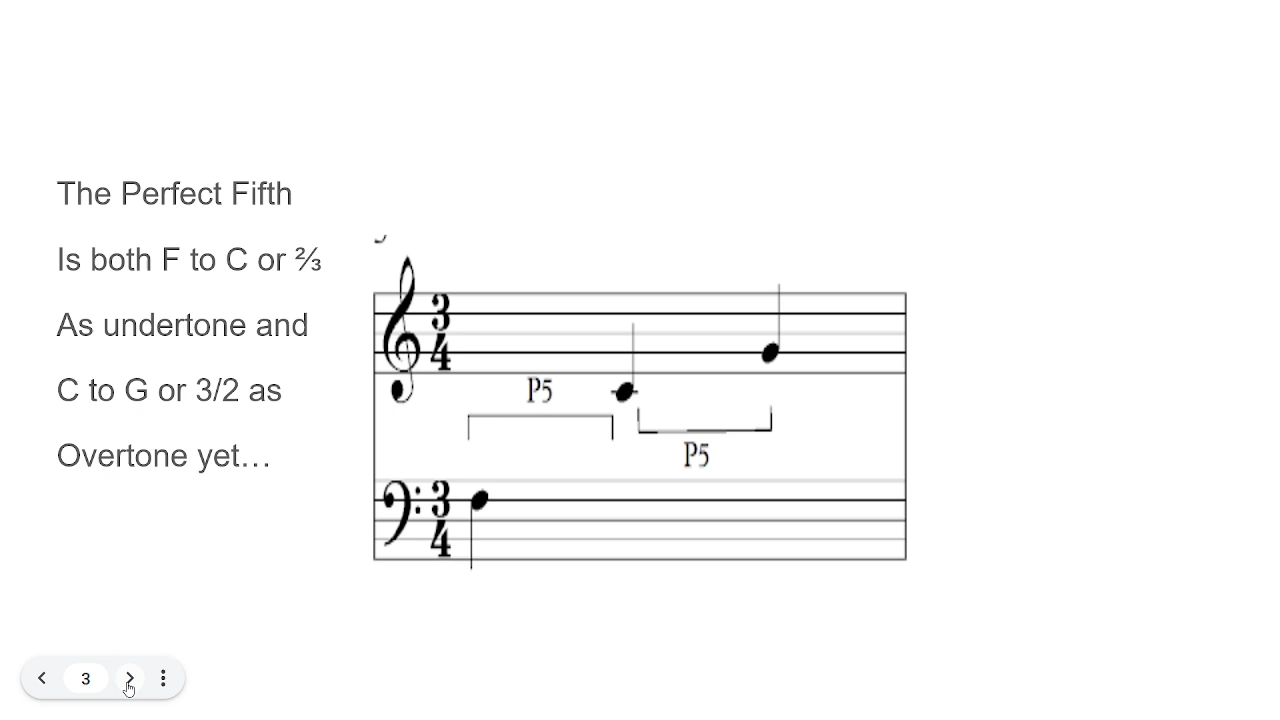 The Perfect Fifth
Is both F to C or ⅔
As undertone and
C to G or 3/2 as
Overtone yet…
3
4
P5
P5
3
4
3